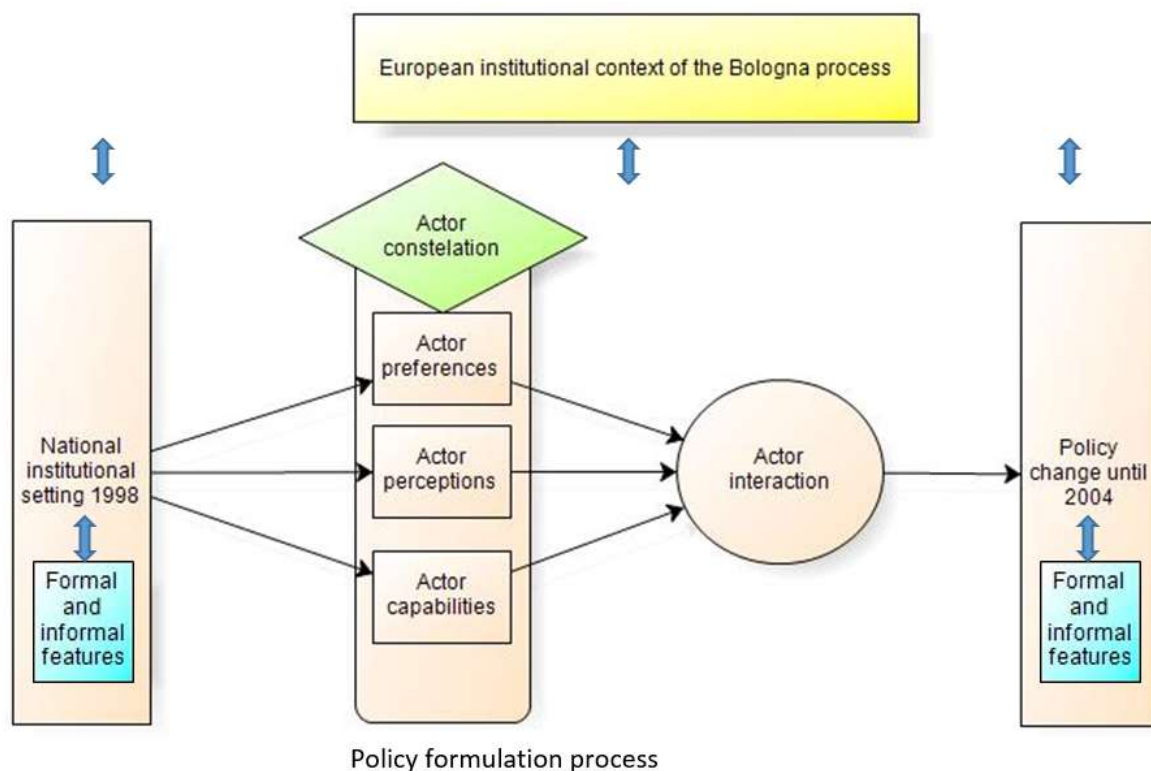 European institutional context of the Bologna process
Actor
constelation
Actor
preferences
National
institutional
setting 1998
Actor
perceptions
Actor
interaction
Policy
change until
2004
Formal
and
informal
features
Actor
capabilities
Formal
and
informal
features
Policy formulation process